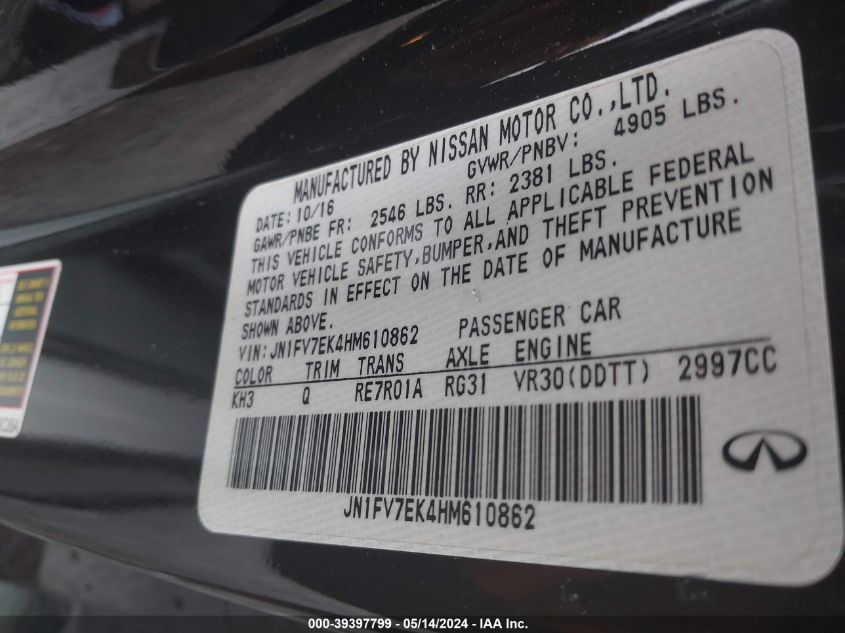 MANUFACTURED BY NISSAN MOTOR CO.,LTD.
DATE: 10/16 GVWR/PNBV: 4905 LBS.
GAWR/PNBE FR: 2546 LBS. RR: 2381 LBS.
THIS VEHICLE CONFORMS TO ALL APPLICABLE FEDERAL
MOTOR VEHICLE SAFETY,BUMPER,AND THEFT PREVENTION
STANDARDS IN EFFECT ON THE DATE OF MANUFACTURE
SHOWN ABOVE.
VIN:JN1FV7EK4HM610862 PASSENGER CAR
COLOR TRIM TRANS AXLE ENGINE
KH3 Q RE7R01A RG31 VR30(DDTT) 2997CC
JN1FV7EK4HM610862
000-39397799 - 05/14/2024 - IAA Inc.